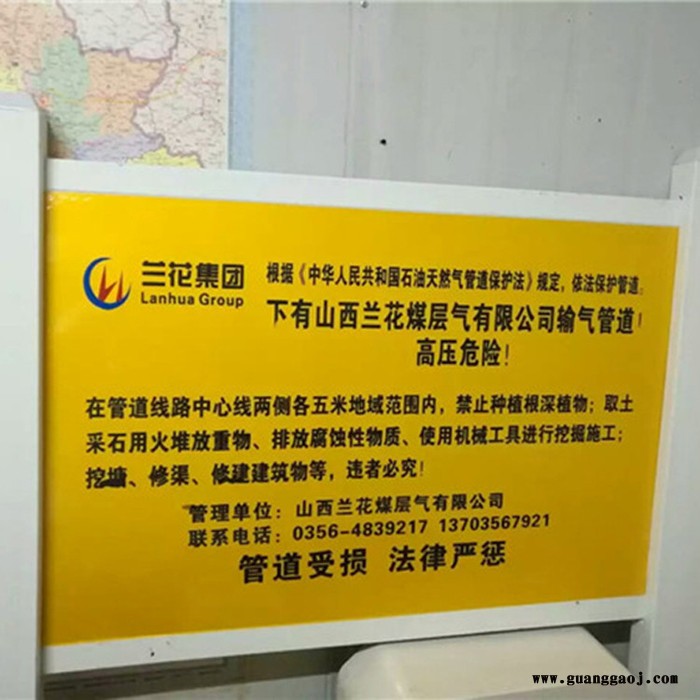 兰花集团
Lanhua Group
根据《中华人民共和国石油天然气管道保护法》规定，依法保护管道：
下有山西兰花煤层气有限公司输气管道！
高压危险！
在管道线路中心线两侧各五米地域范围内，禁止种植根深植物；取土
采石用火堆放重物、排放腐蚀性物质、使用机械工具进行挖掘施工；
挖塘、修渠、修建建筑物等，违者必究！
管理单位：山西兰花煤层气有限公司
联系电话：0356-4839217 13703567921
管道受损 法律严惩
www.guanggaoj.com